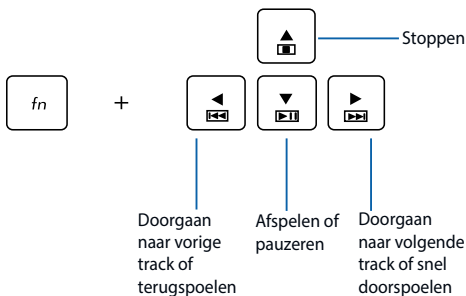 Stoppen
fn +
Doorgaan
naar vorige
track of
terugspoelen
Afspelen of
pauzeren
Doorgaan
naar volgende
track of snel
doorspoelen